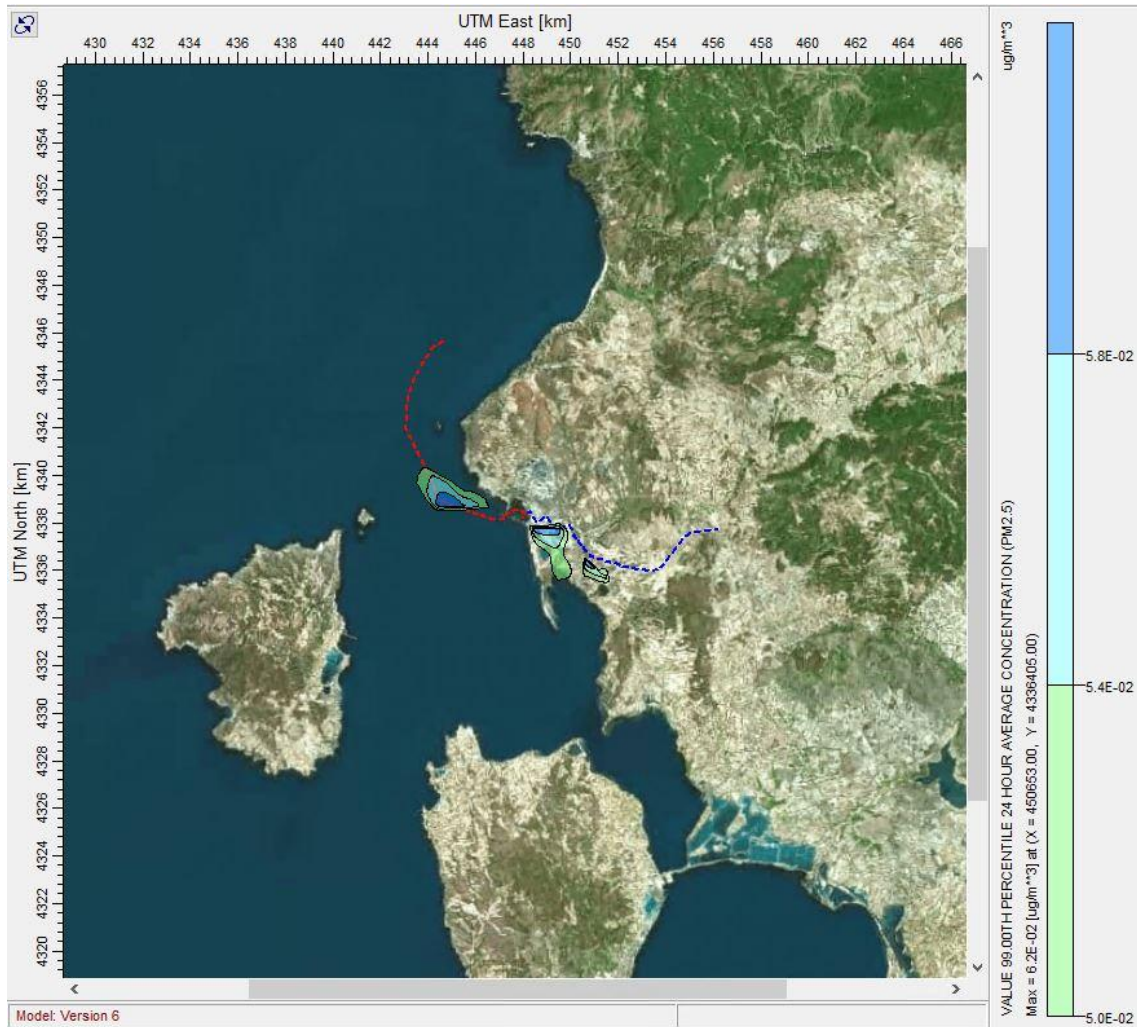 UTM East [km]
430 432 434 436 438 440 442 444 446 448 450 452 454 456 458 460 462 464 466
UTM North [km]
4356
4354
4352
4350
4348
4346
4344
4342
4340
4338
4336
4334
4332
4330
4328
4326
4324
4322
4320
ug/m**3
5.8E-02
5.4E-02
5.0E-02
VALUE 99.00TH PERCENTILE 24 HOUR AVERAGE CONCENTRATION (PM2.5)
Max = 6.2E-02 [ug/m**3] at (X = 450653.00, Y = 4336405.00)
Model: Version 6